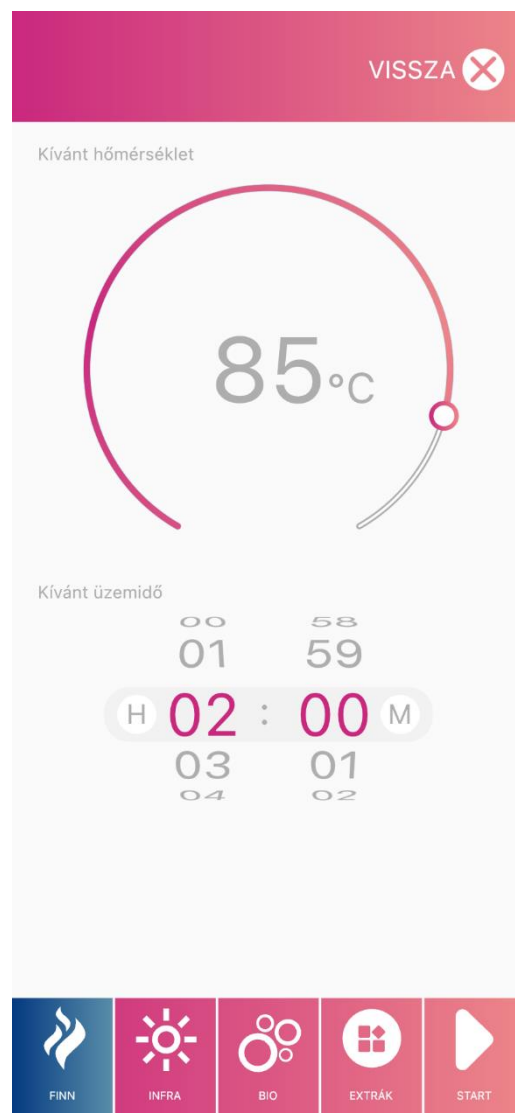 VISSZA
Kívánt hőmérséklet
85°C
Kívánt üzemidő
00 58
01 59
H 02 : 00 M
03 01
04 02
FINN INFRA BIO EXTRÁK START